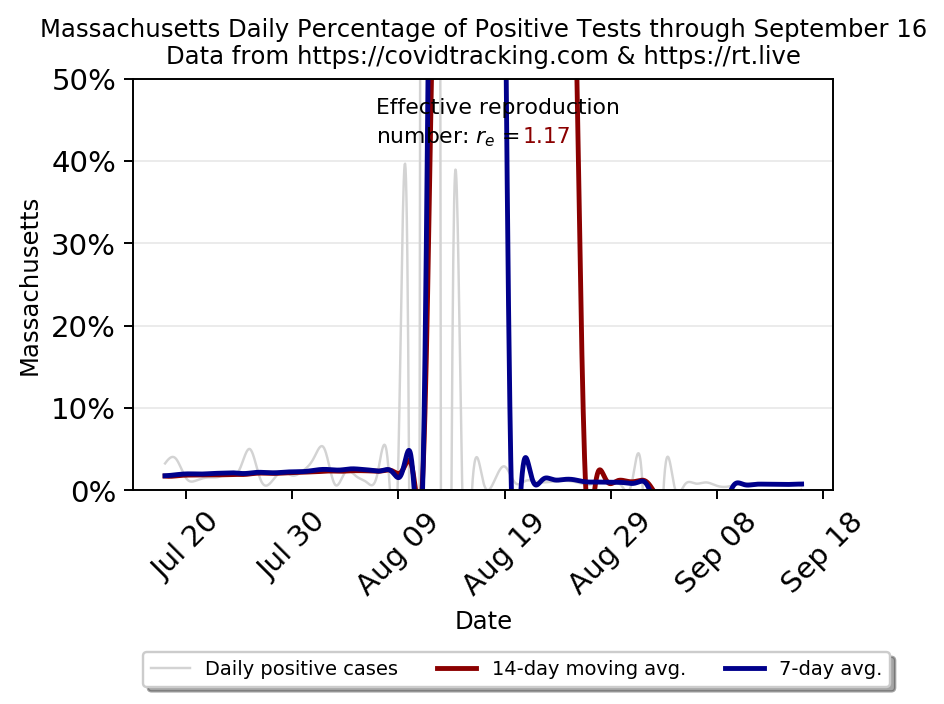 Massachusetts Daily Percentage of Positive Tests through September 16
Data from https://covidtracking.com & https://rt.live
50%
Effective reproduction
number: rₑ =1.17
40%
30%
20%
10%
0%
Massachusetts
Jul 20
Jul 30
Aug 09
Aug 19
Aug 29
Sep 08
Sep 18
Date
Daily positive cases
14-day moving avg.
7-day avg.